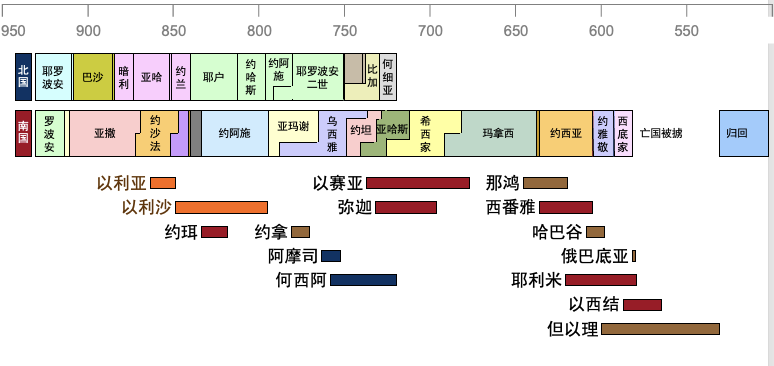 950 900 850 800 750 700 650 600 550
北国 耶罗波安 巴沙 暗利 亚哈 约兰 耶户 约哈斯 约阿施 耶罗波安二世 比加 何细亚
南国 罗波安 亚撒 约沙法 约阿施 亚玛谢 乌西雅 约坦 亚哈斯 希西家 玛拿西 约西亚 约雅敬 西底家 亡国被掳 归回
以利亚 以赛亚 那鸿
以利沙 弥迦 西番雅
约珥 约拿 哈巴谷
阿摩司 俄巴底亚
何西阿 耶利米
以西结
但以理